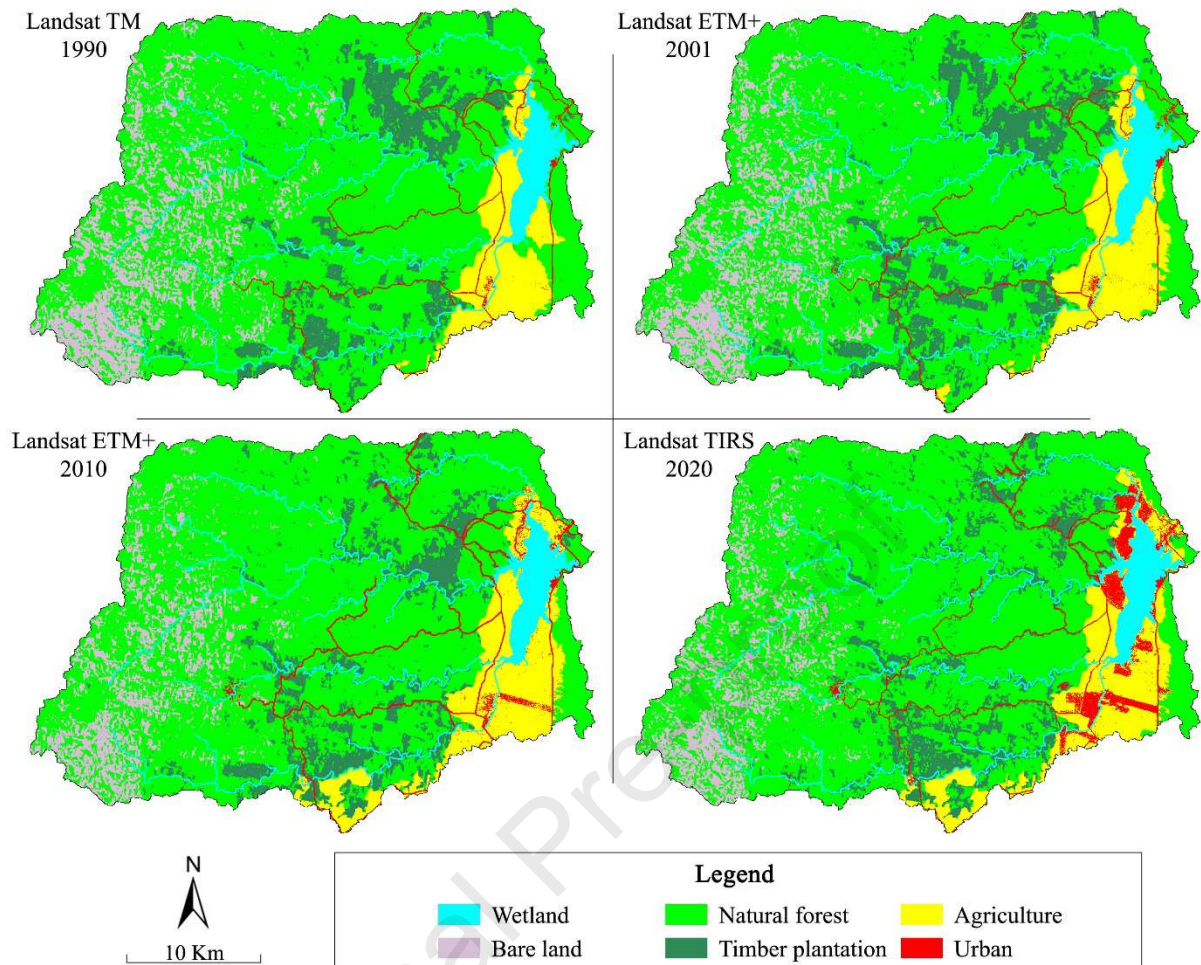 Landsat TM
1990
Landsat ETM+
2001
Landsat ETM+
2010
Landsat TIRS
2020
N
10 Km
Legend
Wetland
Natural forest
Agriculture
Bare land
Timber plantation
Urban